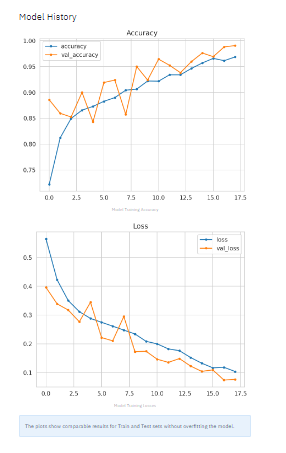 Model History
Accuracy
1.00
0.95
0.90
0.85
0.80
0.75
accuracy
val_accuracy
0.0 2.5 5.0 7.5 10.0 12.5 15.0 17.5
Model Training Accuracy
Loss
0.5
0.4
0.3
0.2
0.1
loss
val_loss
0.0 2.5 5.0 7.5 10.0 12.5 15.0 17.5
Model Training Losses
The plots show comparable results for Train and Test sets without overfitting the model.